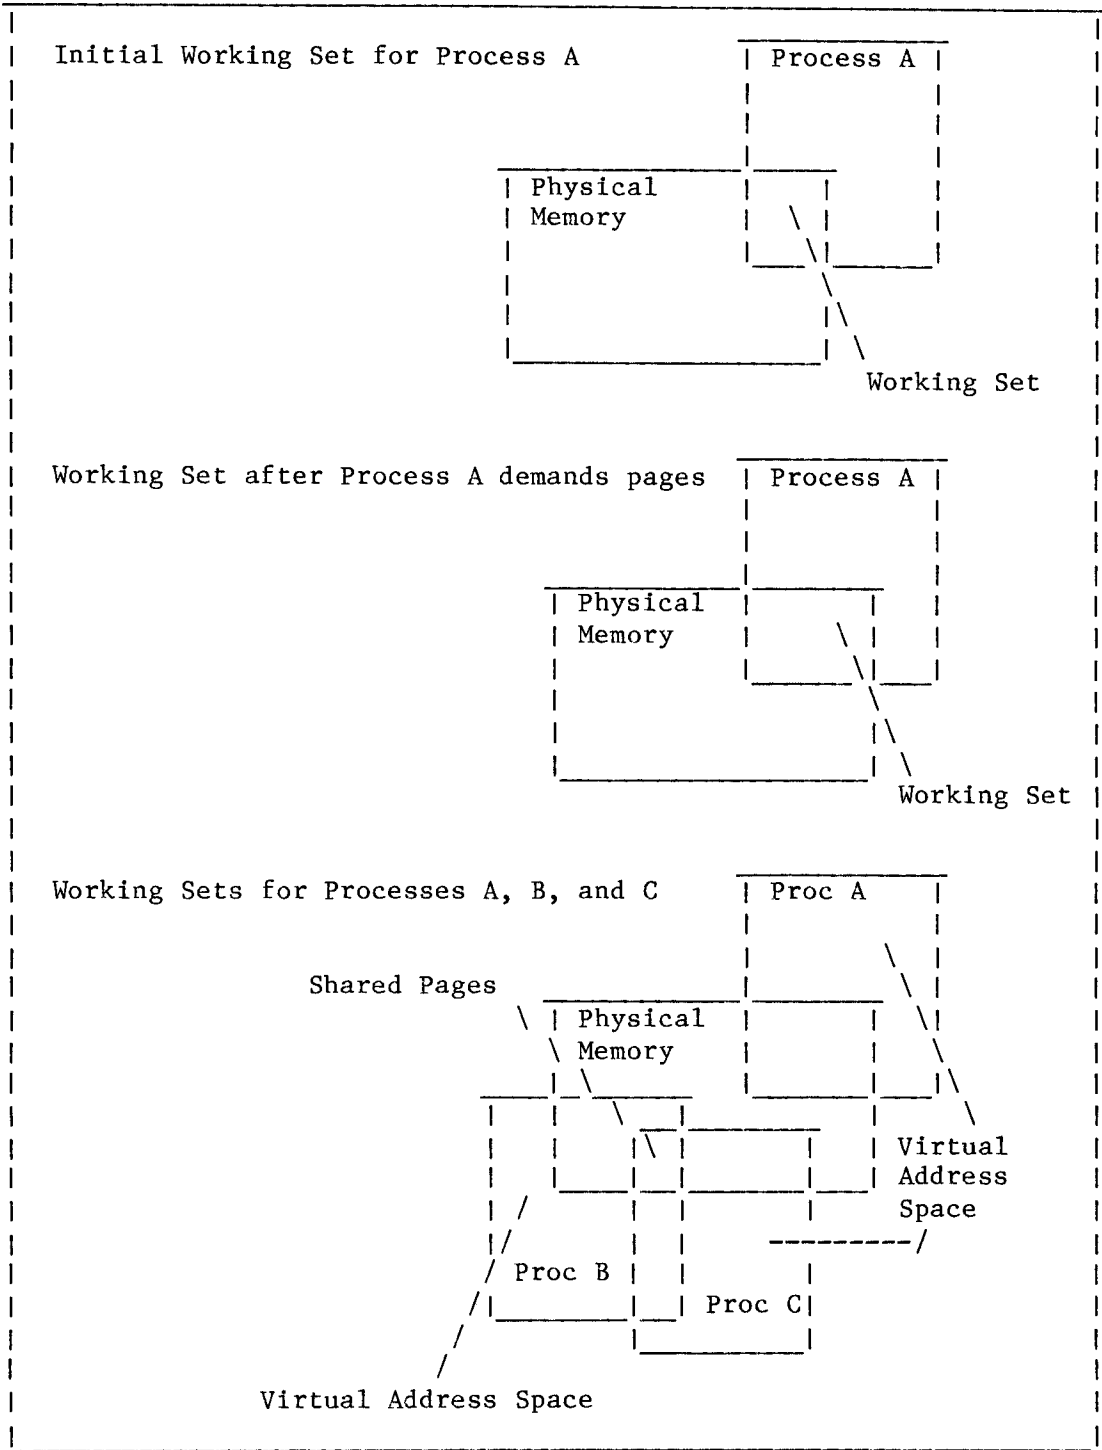 Initial Working Set for Process A
Process A
Physical
Memory
Working Set
Working Set after Process A demands pages
Process A
Physical
Memory
Working Set
Working Sets for Processes A, B, and C
Proc A
Shared Pages
Physical
Memory
Virtual
Address
Space
Proc B
Proc C
Virtual Address Space